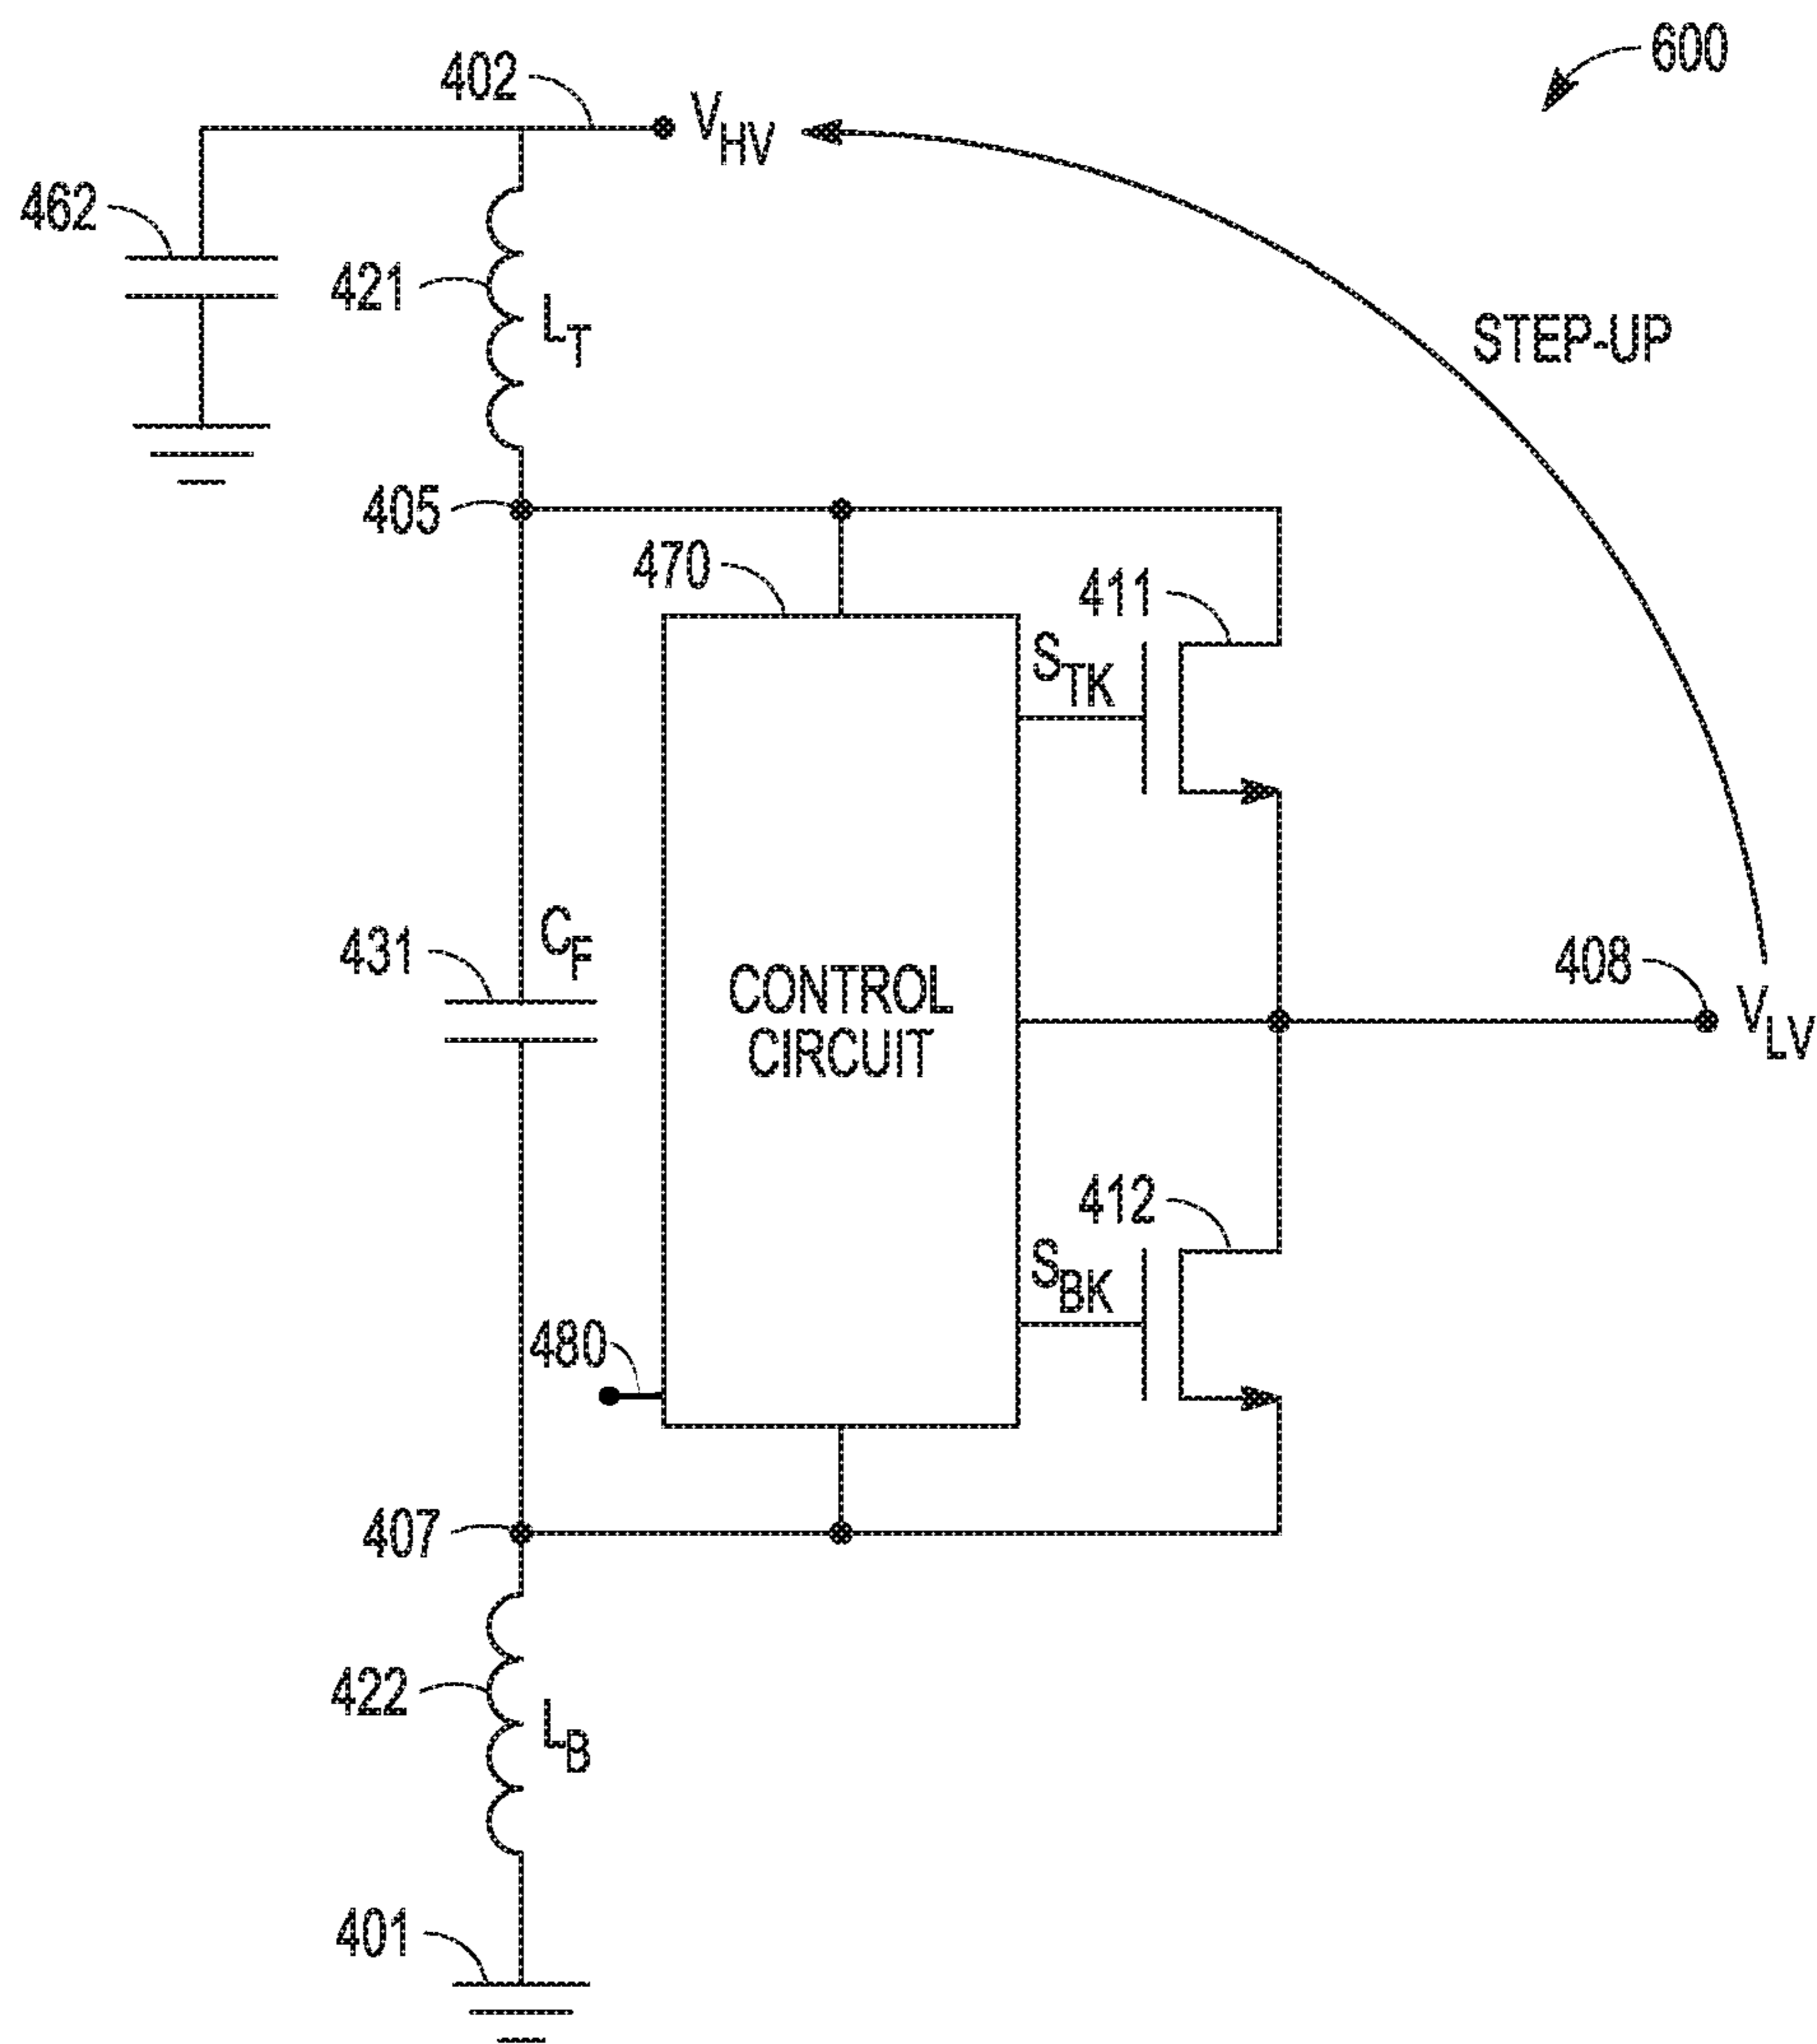 600
402
V_HV
462
421
L_T
STEP-UP
405
470
411
S_TK
431
C_F
CONTROL
CIRCUIT
408
V_LV
412
S_BK
480
407
422
L_B
401